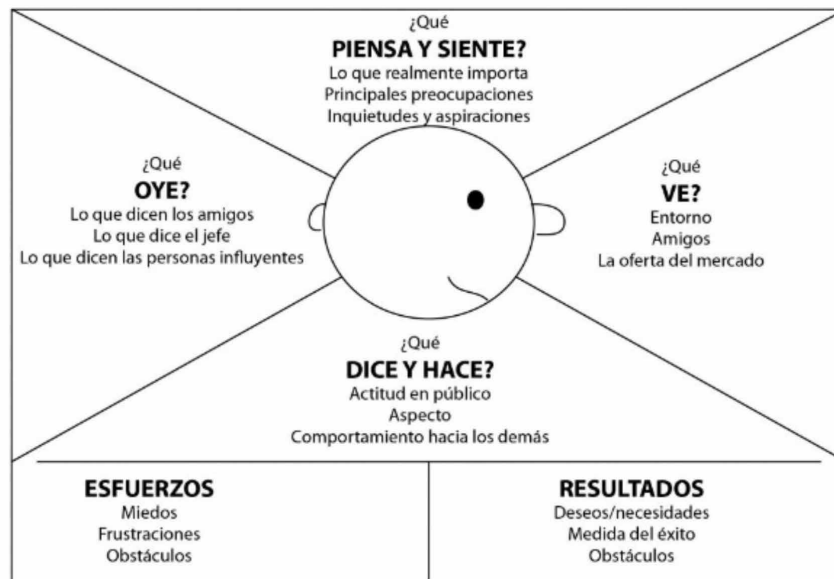 ¿Qué
PIENSA Y SIENTE?
Lo que realmente importa
Principales preocupaciones
Inquietudes y aspiraciones
¿Qué
OYE?
Lo que dicen los amigos
Lo que dice el jefe
Lo que dicen las personas influyentes
¿Qué
VE?
Entorno
Amigos
La oferta del mercado
¿Qué
DICE Y HACE?
Actitud en público
Aspecto
Comportamiento hacia los demás
ESFUERZOS
Miedos
Frustraciones
Obstáculos
RESULTADOS
Deseos/necesidades
Medida del éxito
Obstáculos